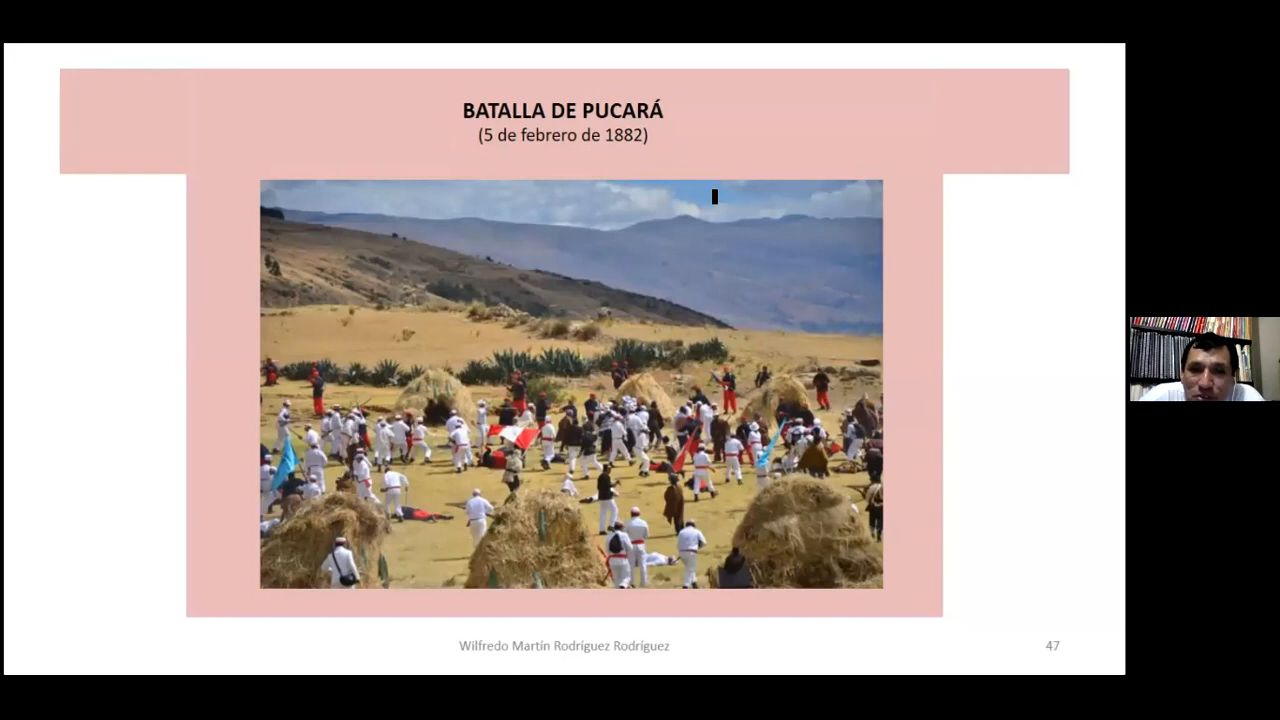 BATALLA DE PUCARÁ
(5 de febrero de 1882)
Wilfredo Martín Rodríguez Rodríguez
47